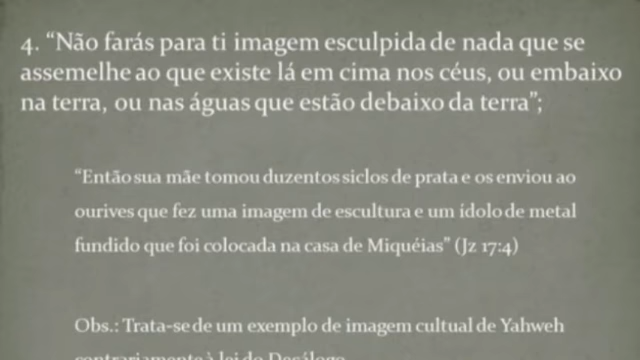 4. “Não farás para ti imagem esculpida de nada que se
assemelhe ao que existe lá em cima nos céus, ou embaixo
na terra, ou nas águas que estão debaixo da terra”;
“Então sua mãe tomou duzentos siclos de prata e os enviou ao
ourives que fez uma imagem de escultura e um ídolo de metal
fundido que foi colocada na casa de Miquéias” (Jz 17:4)
Obs.: Trata-se de um exemplo de imagem cultual de Yahweh
contrariamente à lei do Decálogo